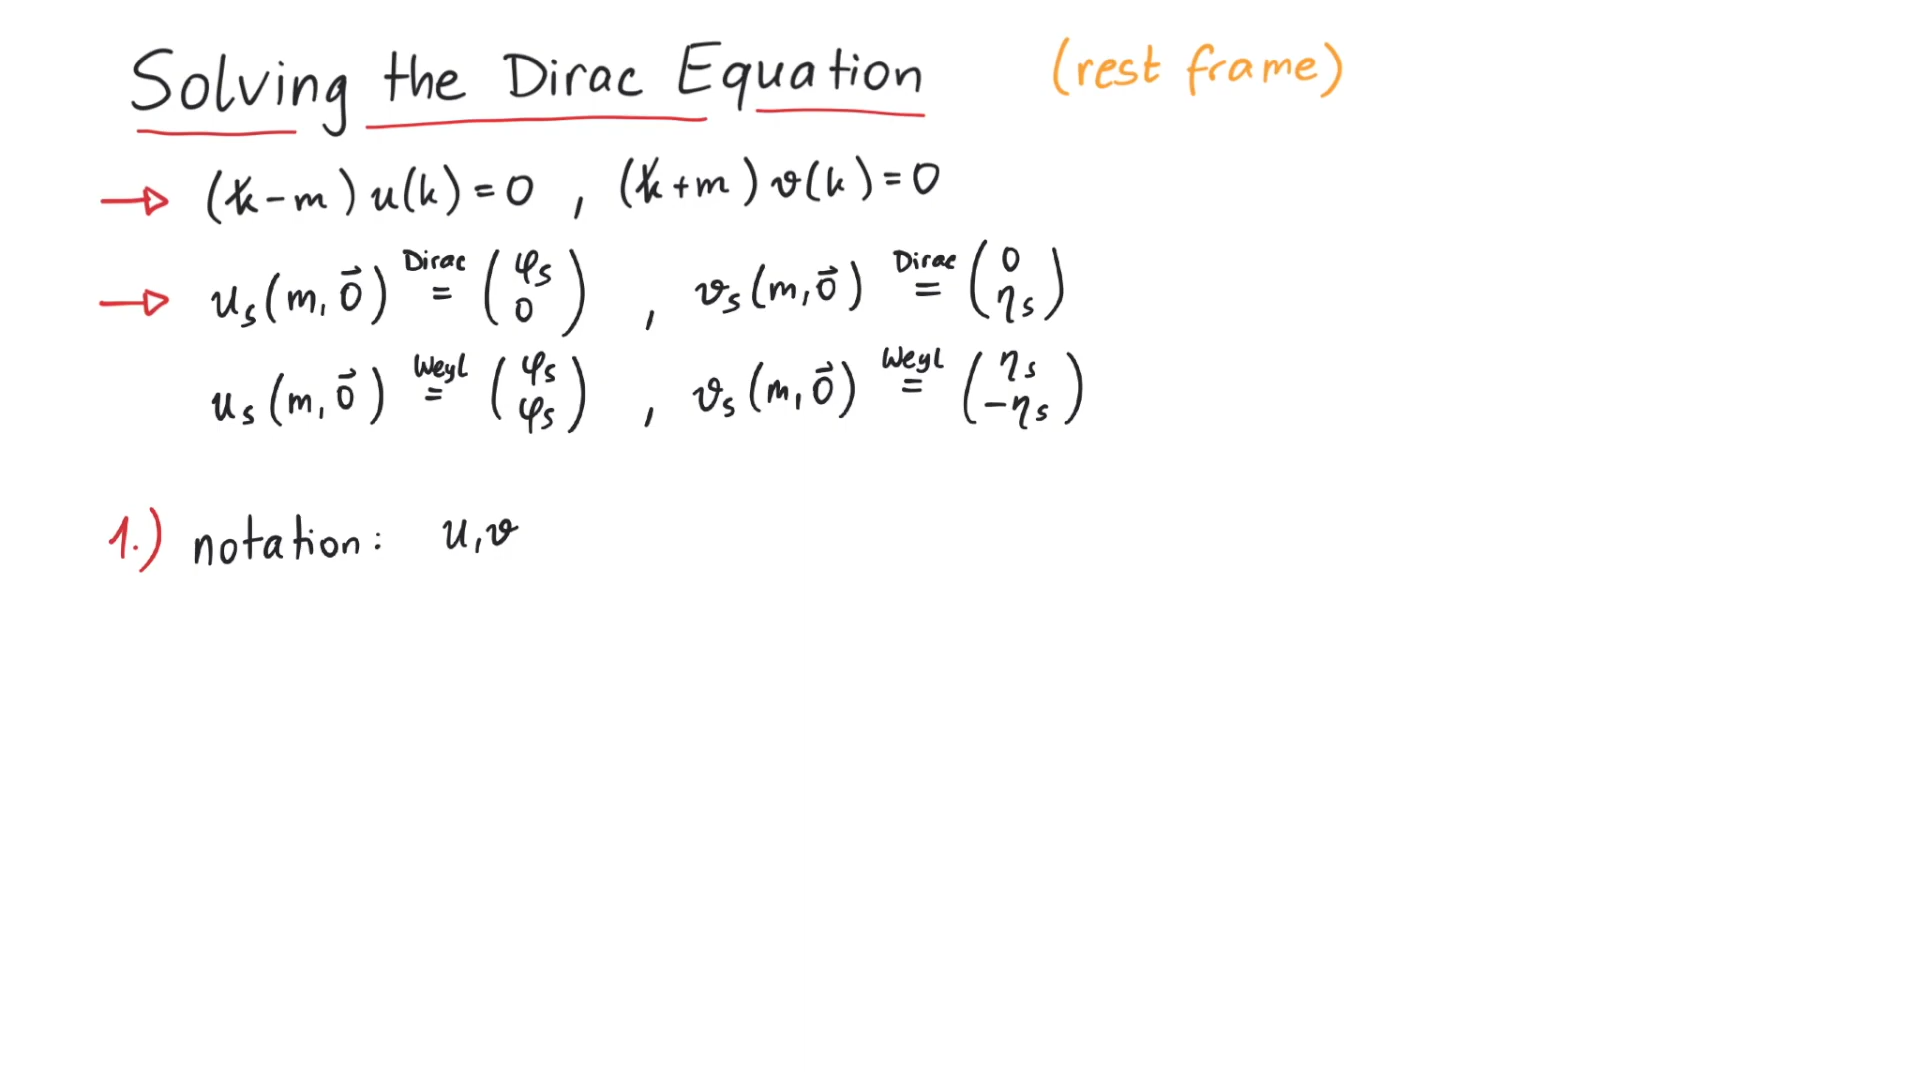 Solving the Dirac Equation (rest frame)
(k̸ - m) u(k) = 0 , (k̸ + m) v(k) = 0
u_s(m, 0⃗) Dirac = (φ_s 0) , v_s(m, 0⃗) Dirac = (0 η_s)
u_s(m, 0⃗) Weyl = (φ_s φ_s) , v_s(m, 0⃗) Weyl = (η_s -η_s)
1.) notation: u, v